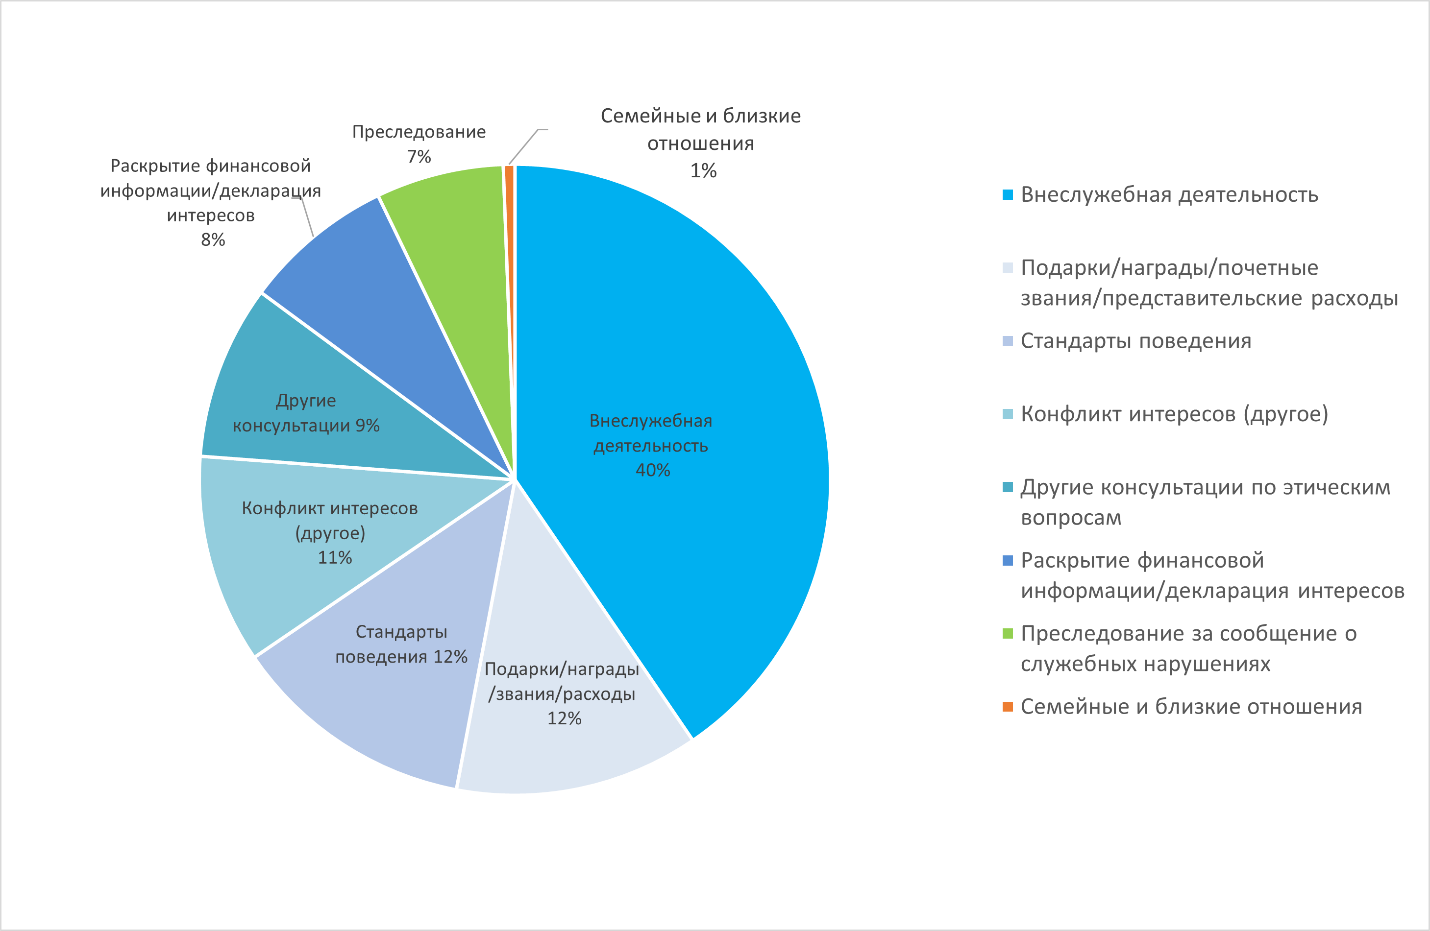 Семейные и близкие
отношения
1%
Преследование
7%
Раскрытие финансовой
информации/декларация
интересов
8%
Другие
консультации 9%
Внеслужебная
деятельность
40%
Конфликт интересов
(другое)
11%
Стандарты
поведения 12%
Подарки/награды
/звания/расходы
12%
Внеслужебная деятельность
Подарки/награды/почетные
звания/представительские расходы
Стандарты поведения
Конфликт интересов (другое)
Другие консультации по этическим
вопросам
Раскрытие финансовой
информации/декларация интересов
Преследование за сообщение о
служебных нарушениях
Семейные и близкие отношения